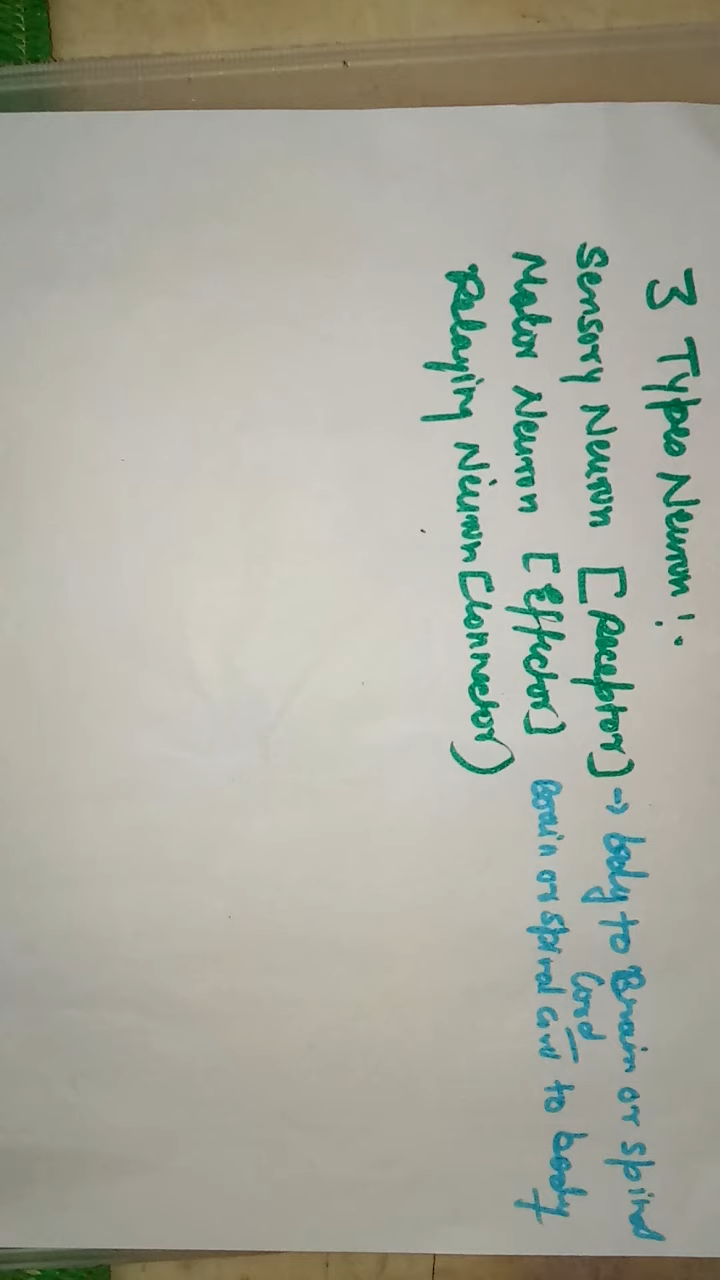 3 Types Neuron :-
Sensory Neuron [Receptor] → body to Brain or spinal Cord
Motor Neuron [Effector] Brain or spinal cord to body
Relaying Neuron [Connector)